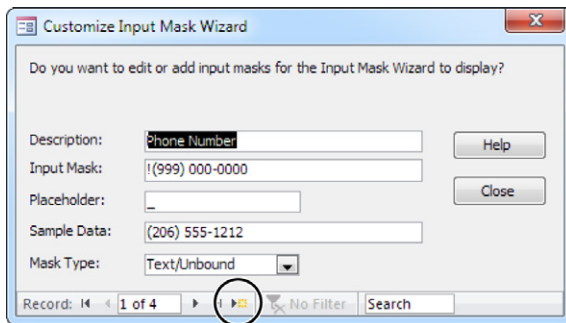 Customize Input Mask Wizard
Do you want to edit or add input masks for the Input Mask Wizard to display?
Description: Phone Number Help
Input Mask: !(999) 000-0000
Placeholder: _ Close
Sample Data: (206) 555-1212
Mask Type: Text/Unbound
Record: 1 of 4 No Filter Search